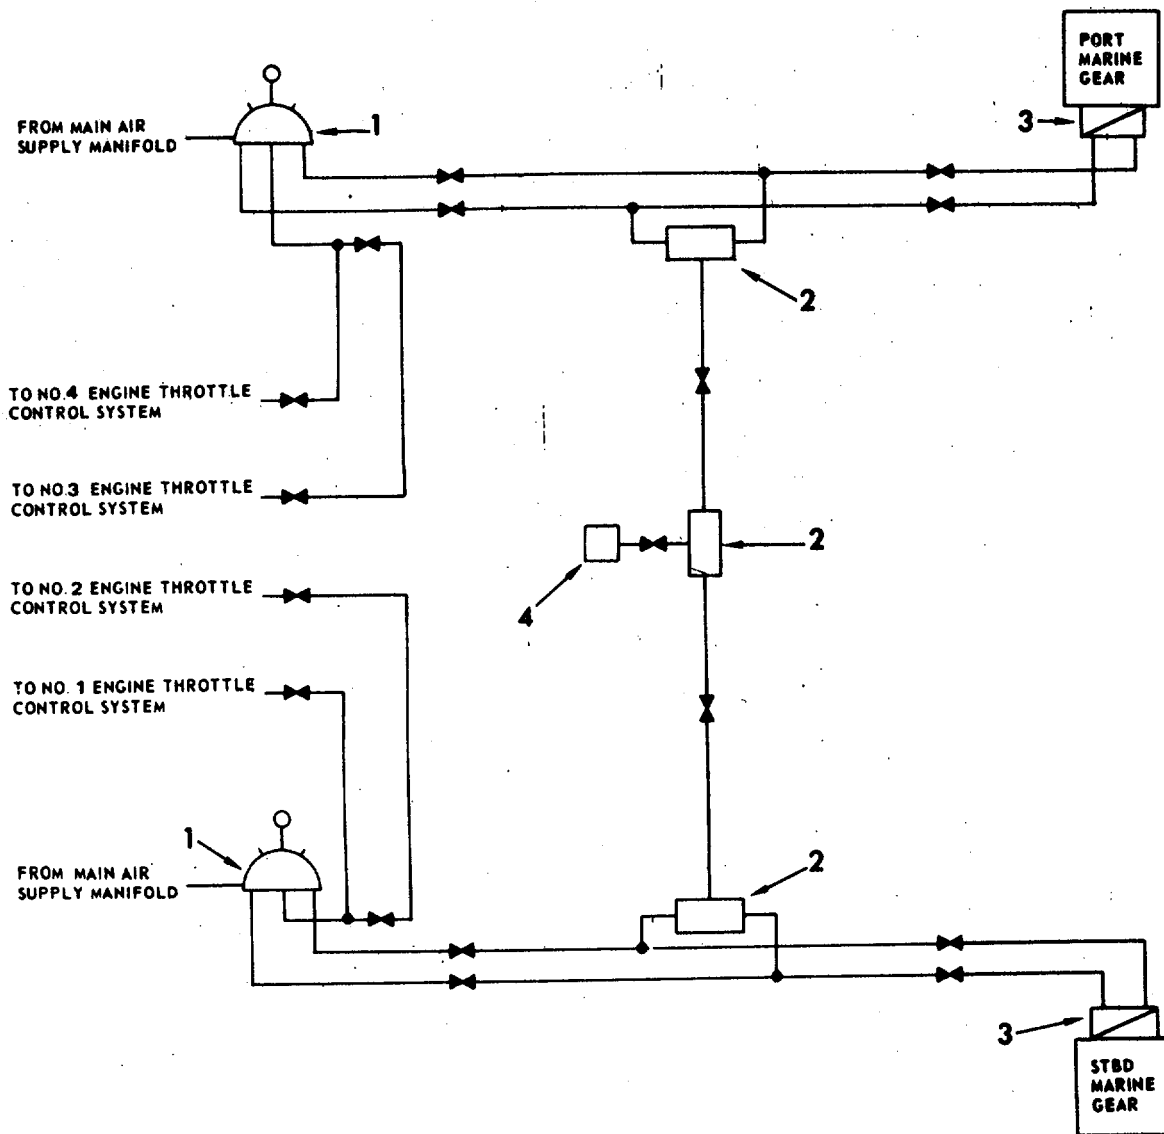 PORT
MARINE
GEAR
3
1
FROM MAIN AIR
SUPPLY MANIFOLD
2
TO NO.4 ENGINE THROTTLE
CONTROL SYSTEM
TO NO.3 ENGINE THROTTLE
CONTROL SYSTEM
2
4
TO NO.2 ENGINE THROTTLE
CONTROL SYSTEM
TO NO. 1 ENGINE THROTTLE
CONTROL SYSTEM
1
2
FROM MAIN AIR
SUPPLY MANIFOLD
3
STBD
MARINE
GEAR